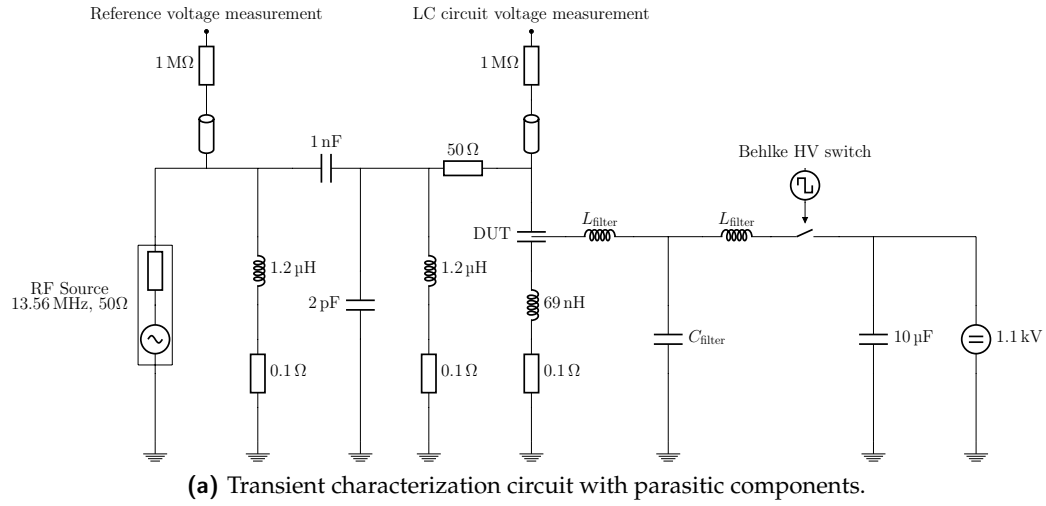 Reference voltage measurement
LC circuit voltage measurement
1 MΩ
1 MΩ
1 nF
50 Ω
Behlke HV switch
DUT
L_filter
L_filter
RF Source
13.56 MHz, 50Ω
1.2 µH
2 pF
1.2 µH
69 nH
C_filter
10 µF
1.1 kV
0.1 Ω
0.1 Ω
0.1 Ω
(a) Transient characterization circuit with parasitic components.